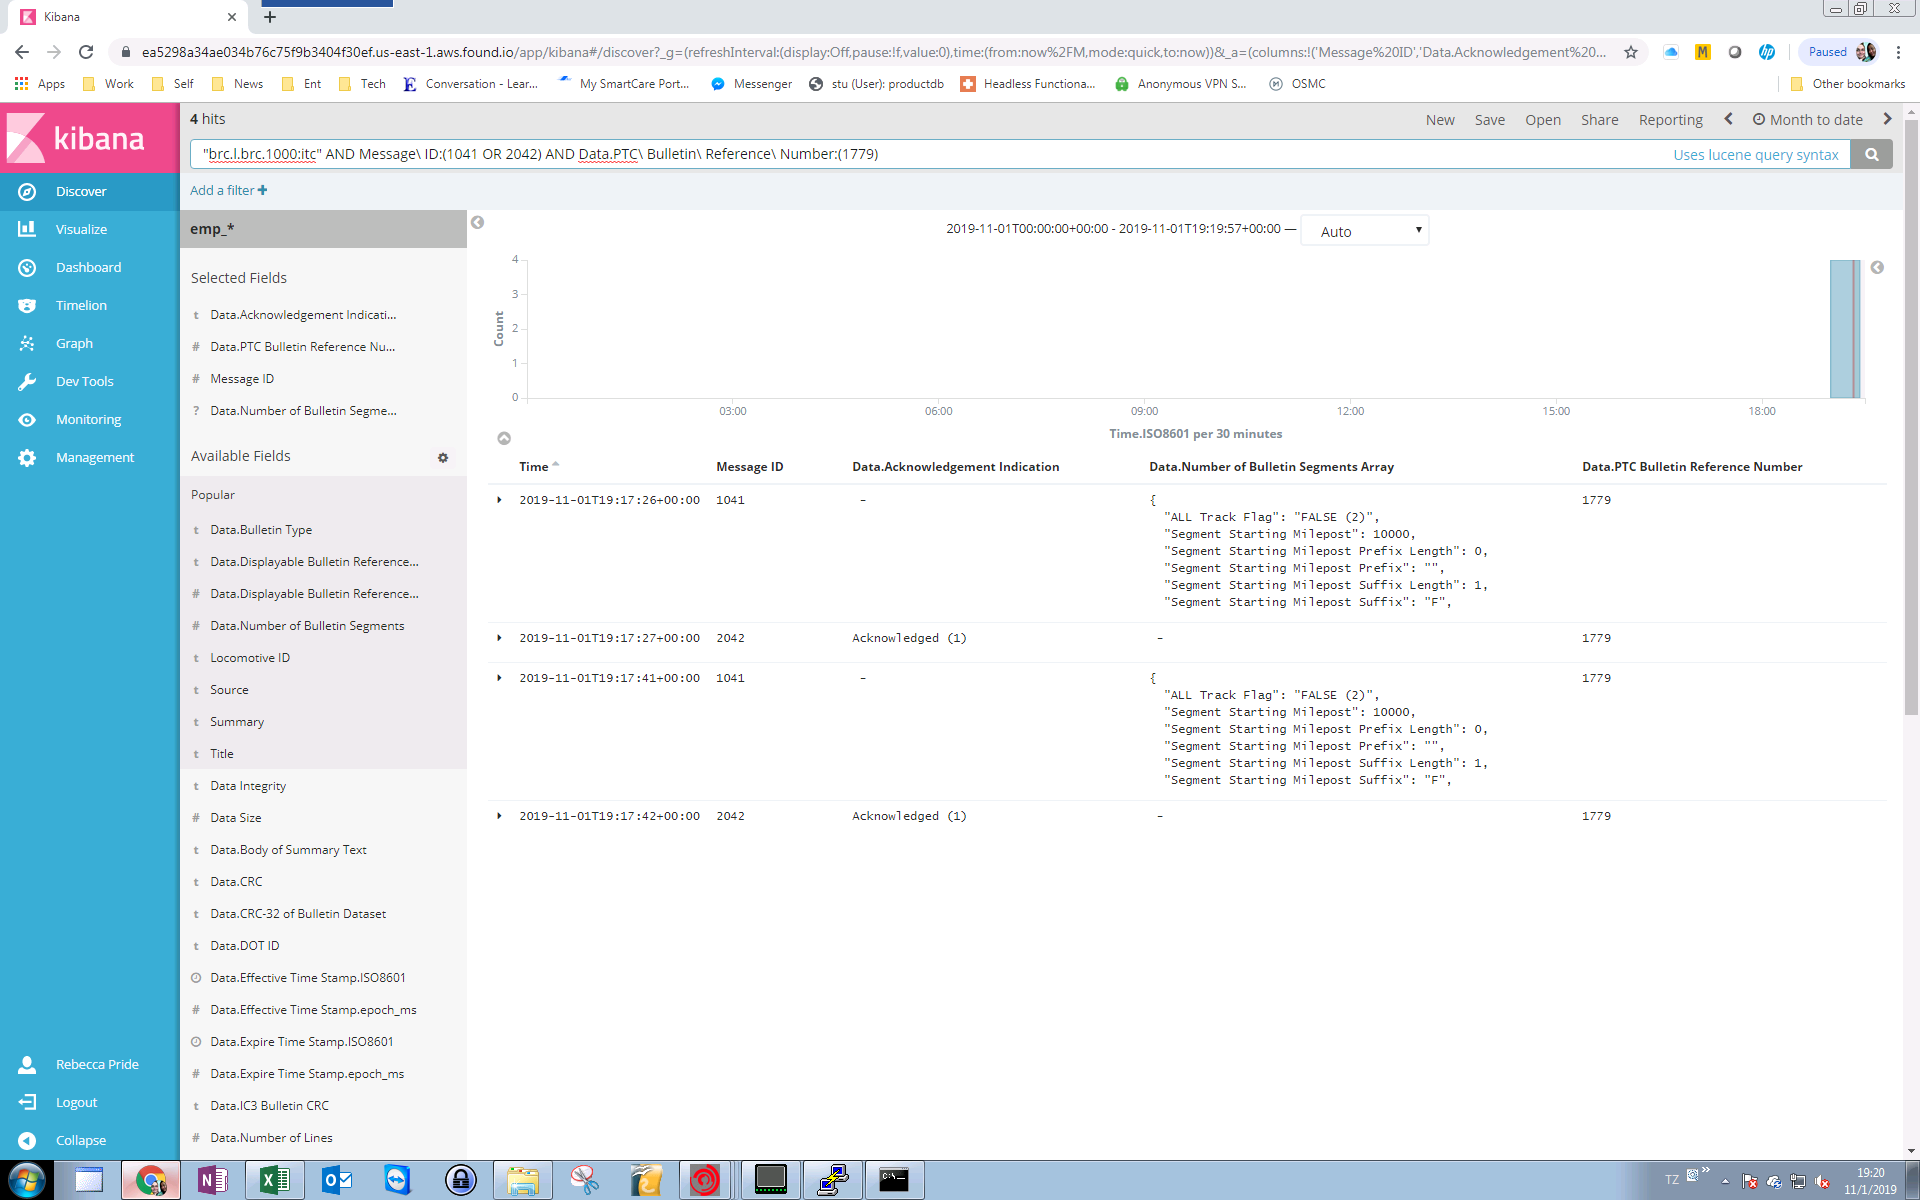 Kibana
ea5298a34ae034b76c75f9b3404f30ef.us-east-1.aws.found.io/app/kibana#/discover?_g=(refreshInterval:(display:Off,pause:!f,value:0),time:(from:now%2FM,mode:quick,to:now))&_a=(columns:!('Message%20ID','Data.Acknowledgement%20...
M
hp
Paused
Apps
Work
Self
News
Ent
Tech
Conversation - Lear...
My SmartCare Port...
Messenger
stu (User): productdb
Headless Functiona...
Anonymous VPN S...
OSMC
Other bookmarks
kibana
4 hits
New
Save
Open
Share
Reporting
Month to date
"brc.l.brc.1000:itc" AND Message\ ID:(1041 OR 2042) AND Data.PTC\ Bulletin\ Reference\ Number:(1779)
Uses lucene query syntax
Add a filter +
Discover
Visualize
Dashboard
Timelion
Graph
Dev Tools
Monitoring
Management
Rebecca Pride
Logout
Collapse
emp_*
Selected Fields
t Data.Acknowledgement Indicati...
# Data.PTC Bulletin Reference Nu...
# Message ID
? Data.Number of Bulletin Segme...
Available Fields
Popular
t Data.Bulletin Type
t Data.Displayable Bulletin Reference...
# Data.Displayable Bulletin Reference...
# Data.Number of Bulletin Segments
t Locomotive ID
t Source
t Summary
t Title
t Data Integrity
# Data Size
t Data.Body of Summary Text
t Data.CRC
t Data.CRC-32 of Bulletin Dataset
t Data.DOT ID
Data.Effective Time Stamp.ISO8601
# Data.Effective Time Stamp.epoch_ms
Data.Expire Time Stamp.ISO8601
# Data.Expire Time Stamp.epoch_ms
t Data.IC3 Bulletin CRC
# Data.Number of Lines
2019-11-01T00:00:00+00:00 - 2019-11-01T19:19:57+00:00 —
Auto
Count
4
3
2
1
0
03:00
06:00
09:00
12:00
15:00
18:00
Time.ISO8601 per 30 minutes
Time
Message ID
Data.Acknowledgement Indication
Data.Number of Bulletin Segments Array
Data.PTC Bulletin Reference Number
2019-11-01T19:17:26+00:00
1041
-
{
"ALL Track Flag": "FALSE (2)",
"Segment Starting Milepost": 10000,
"Segment Starting Milepost Prefix Length": 0,
"Segment Starting Milepost Prefix": "",
"Segment Starting Milepost Suffix Length": 1,
"Segment Starting Milepost Suffix": "F",
1779
2019-11-01T19:17:27+00:00
2042
Acknowledged (1)
-
1779
2019-11-01T19:17:41+00:00
1041
-
{
"ALL Track Flag": "FALSE (2)",
"Segment Starting Milepost": 10000,
"Segment Starting Milepost Prefix Length": 0,
"Segment Starting Milepost Prefix": "",
"Segment Starting Milepost Suffix Length": 1,
"Segment Starting Milepost Suffix": "F",
1779
2019-11-01T19:17:42+00:00
2042
Acknowledged (1)
-
1779
TZ
19:20
11/1/2019